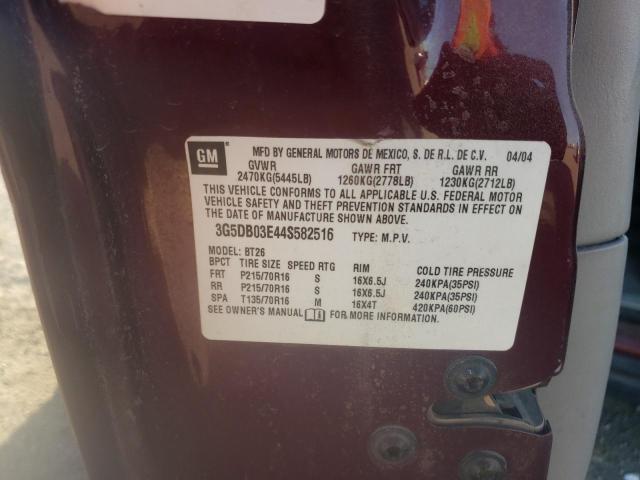 GM
MFD BY GENERAL MOTORS DE MEXICO, S. DE R.L. DE C.V. 04/04
GVWR GAWR FRT GAWR RR
2470KG(5445LB) 1260KG(2778LB) 1230KG(2712LB)
THIS VEHICLE CONFORMS TO ALL APPLICABLE U.S. FEDERAL MOTOR
VEHICLE SAFETY AND THEFT PREVENTION STANDARDS IN EFFECT ON
THE DATE OF MANUFACTURE SHOWN ABOVE.
3G5DB03E44S582516 TYPE: M.P.V.
MODEL: BT26
BPCT TIRE SIZE SPEED RTG RIM COLD TIRE PRESSURE
FRT P215/70R16 S 16X6.5J 240KPA(35PSI)
RR P215/70R16 S 16X6.5J 240KPA(35PSI)
SPA T135/70R16 M 16X4T 420KPA(60PSI)
SEE OWNER'S MANUAL FOR MORE INFORMATION.